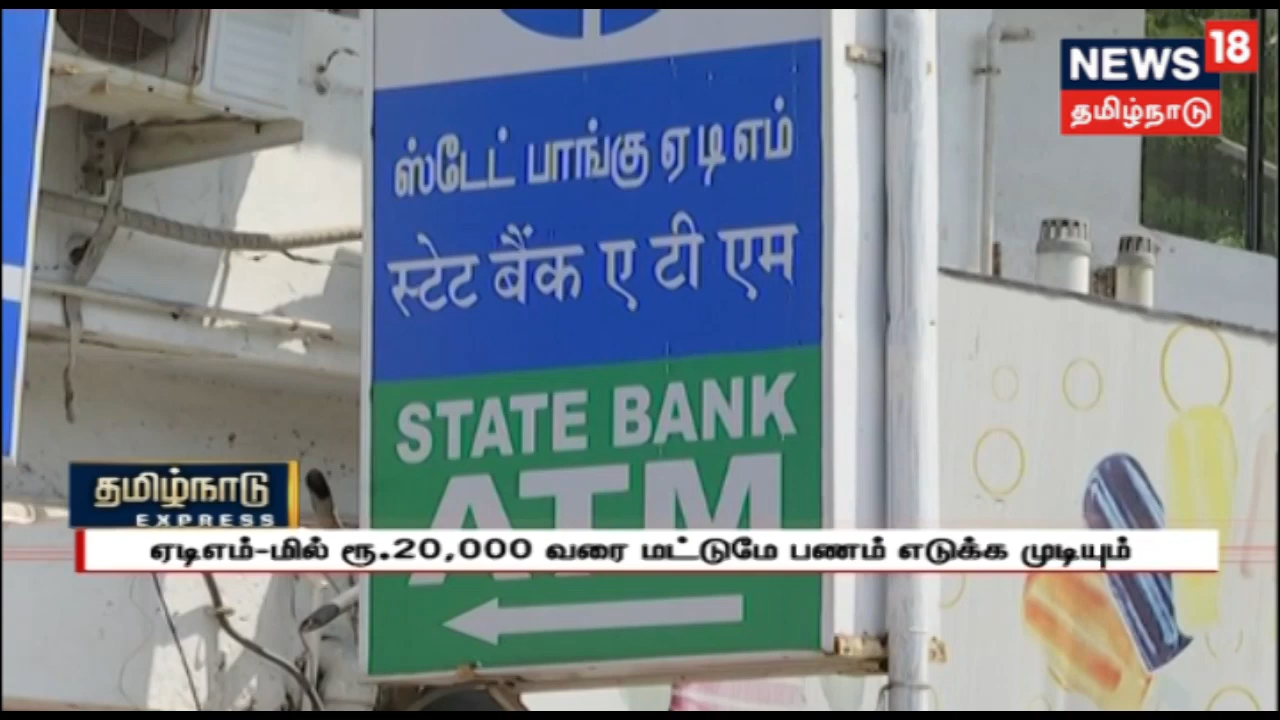 NEWS 18
தமிழ்நாடு
ஸ்டேட் பாங்கு ஏ டி எம்
स्टेट बैंक ए टी एम
STATE BANK
ATM
தமிழ்நாடு
EXPRESS
ஏடிஎம்-மில் ரூ.20,000 வரை மட்டுமே பணம் எடுக்க முடியும்